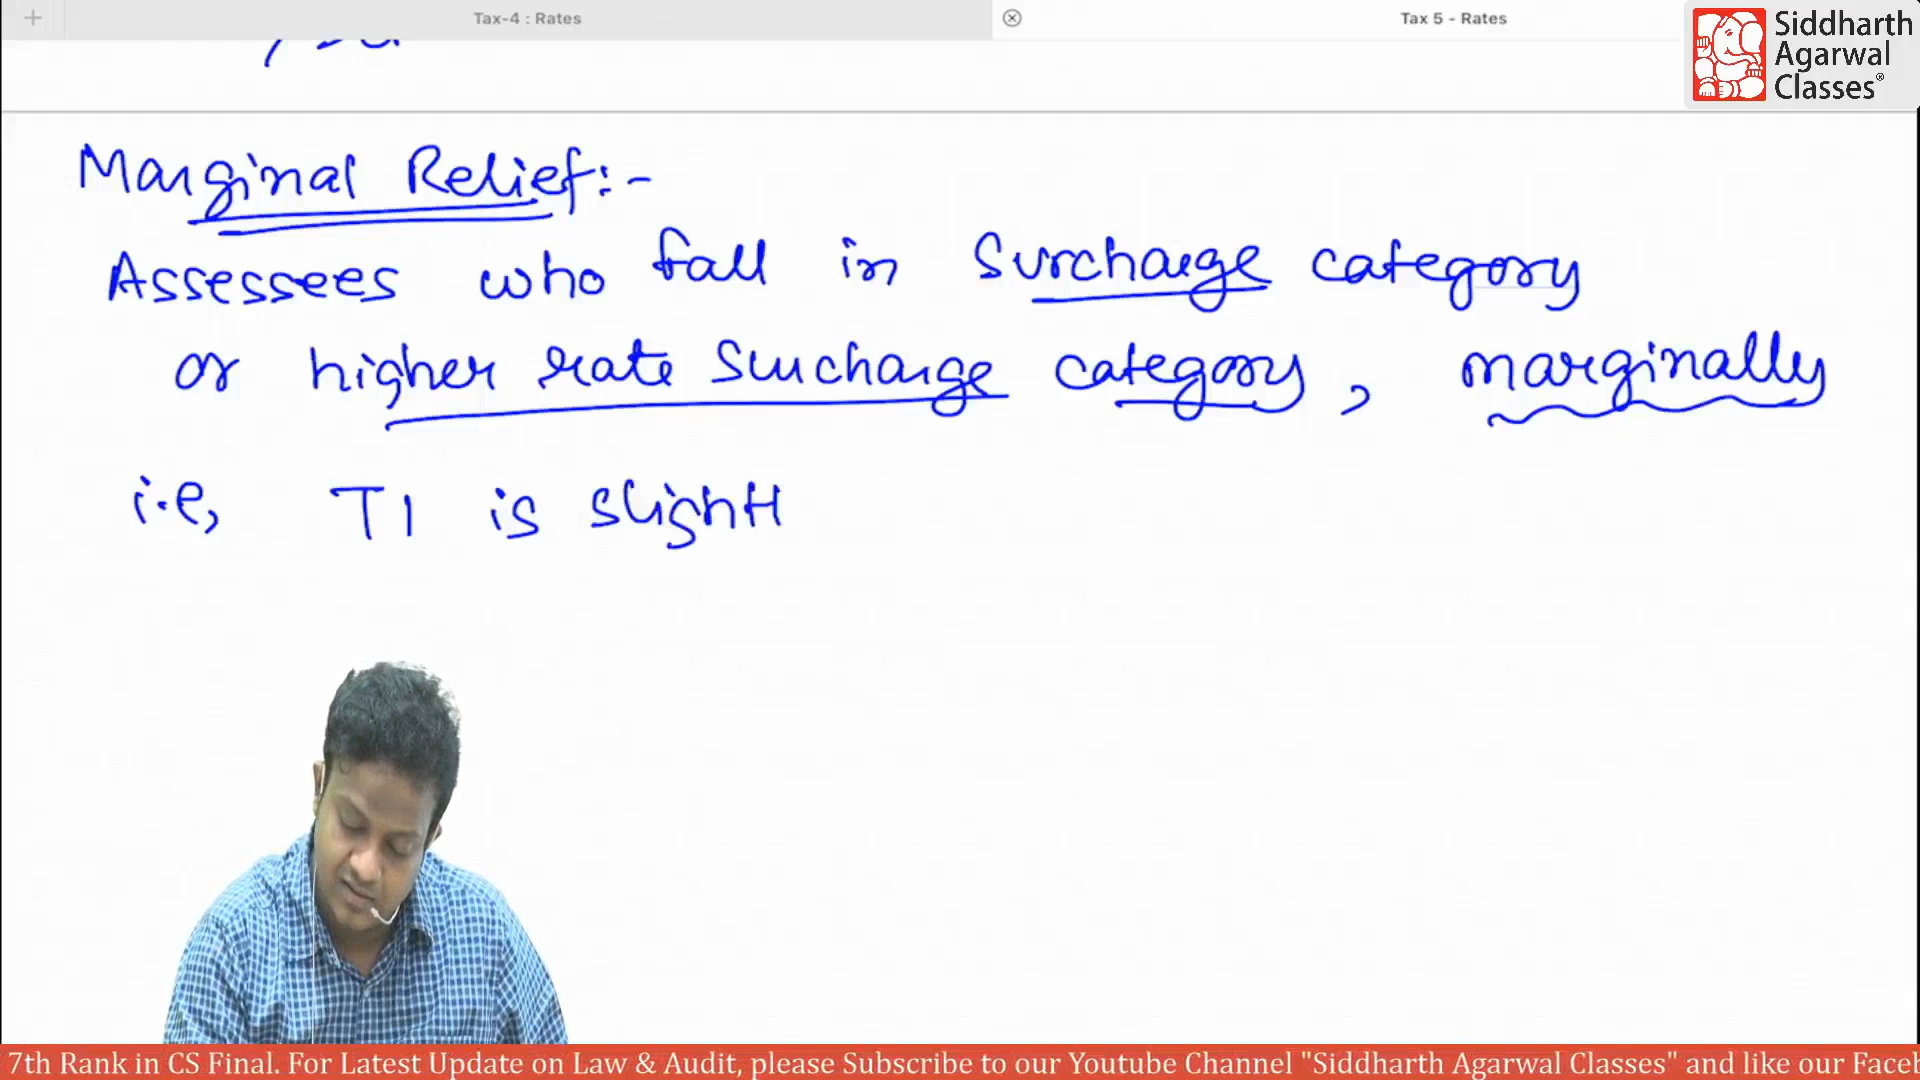 Tax-4 : Rates
Tax 5 - Rates
Siddharth
Agarwal
Classes®
Marginal Relief:-
Assessees who fall in Surcharge category
or higher rate Surcharge category, marginally
i.e, TI is slightl
7th Rank in CS Final. For Latest Update on Law & Audit, please Subscribe to our Youtube Channel "Siddharth Agarwal Classes" and like our Faceb